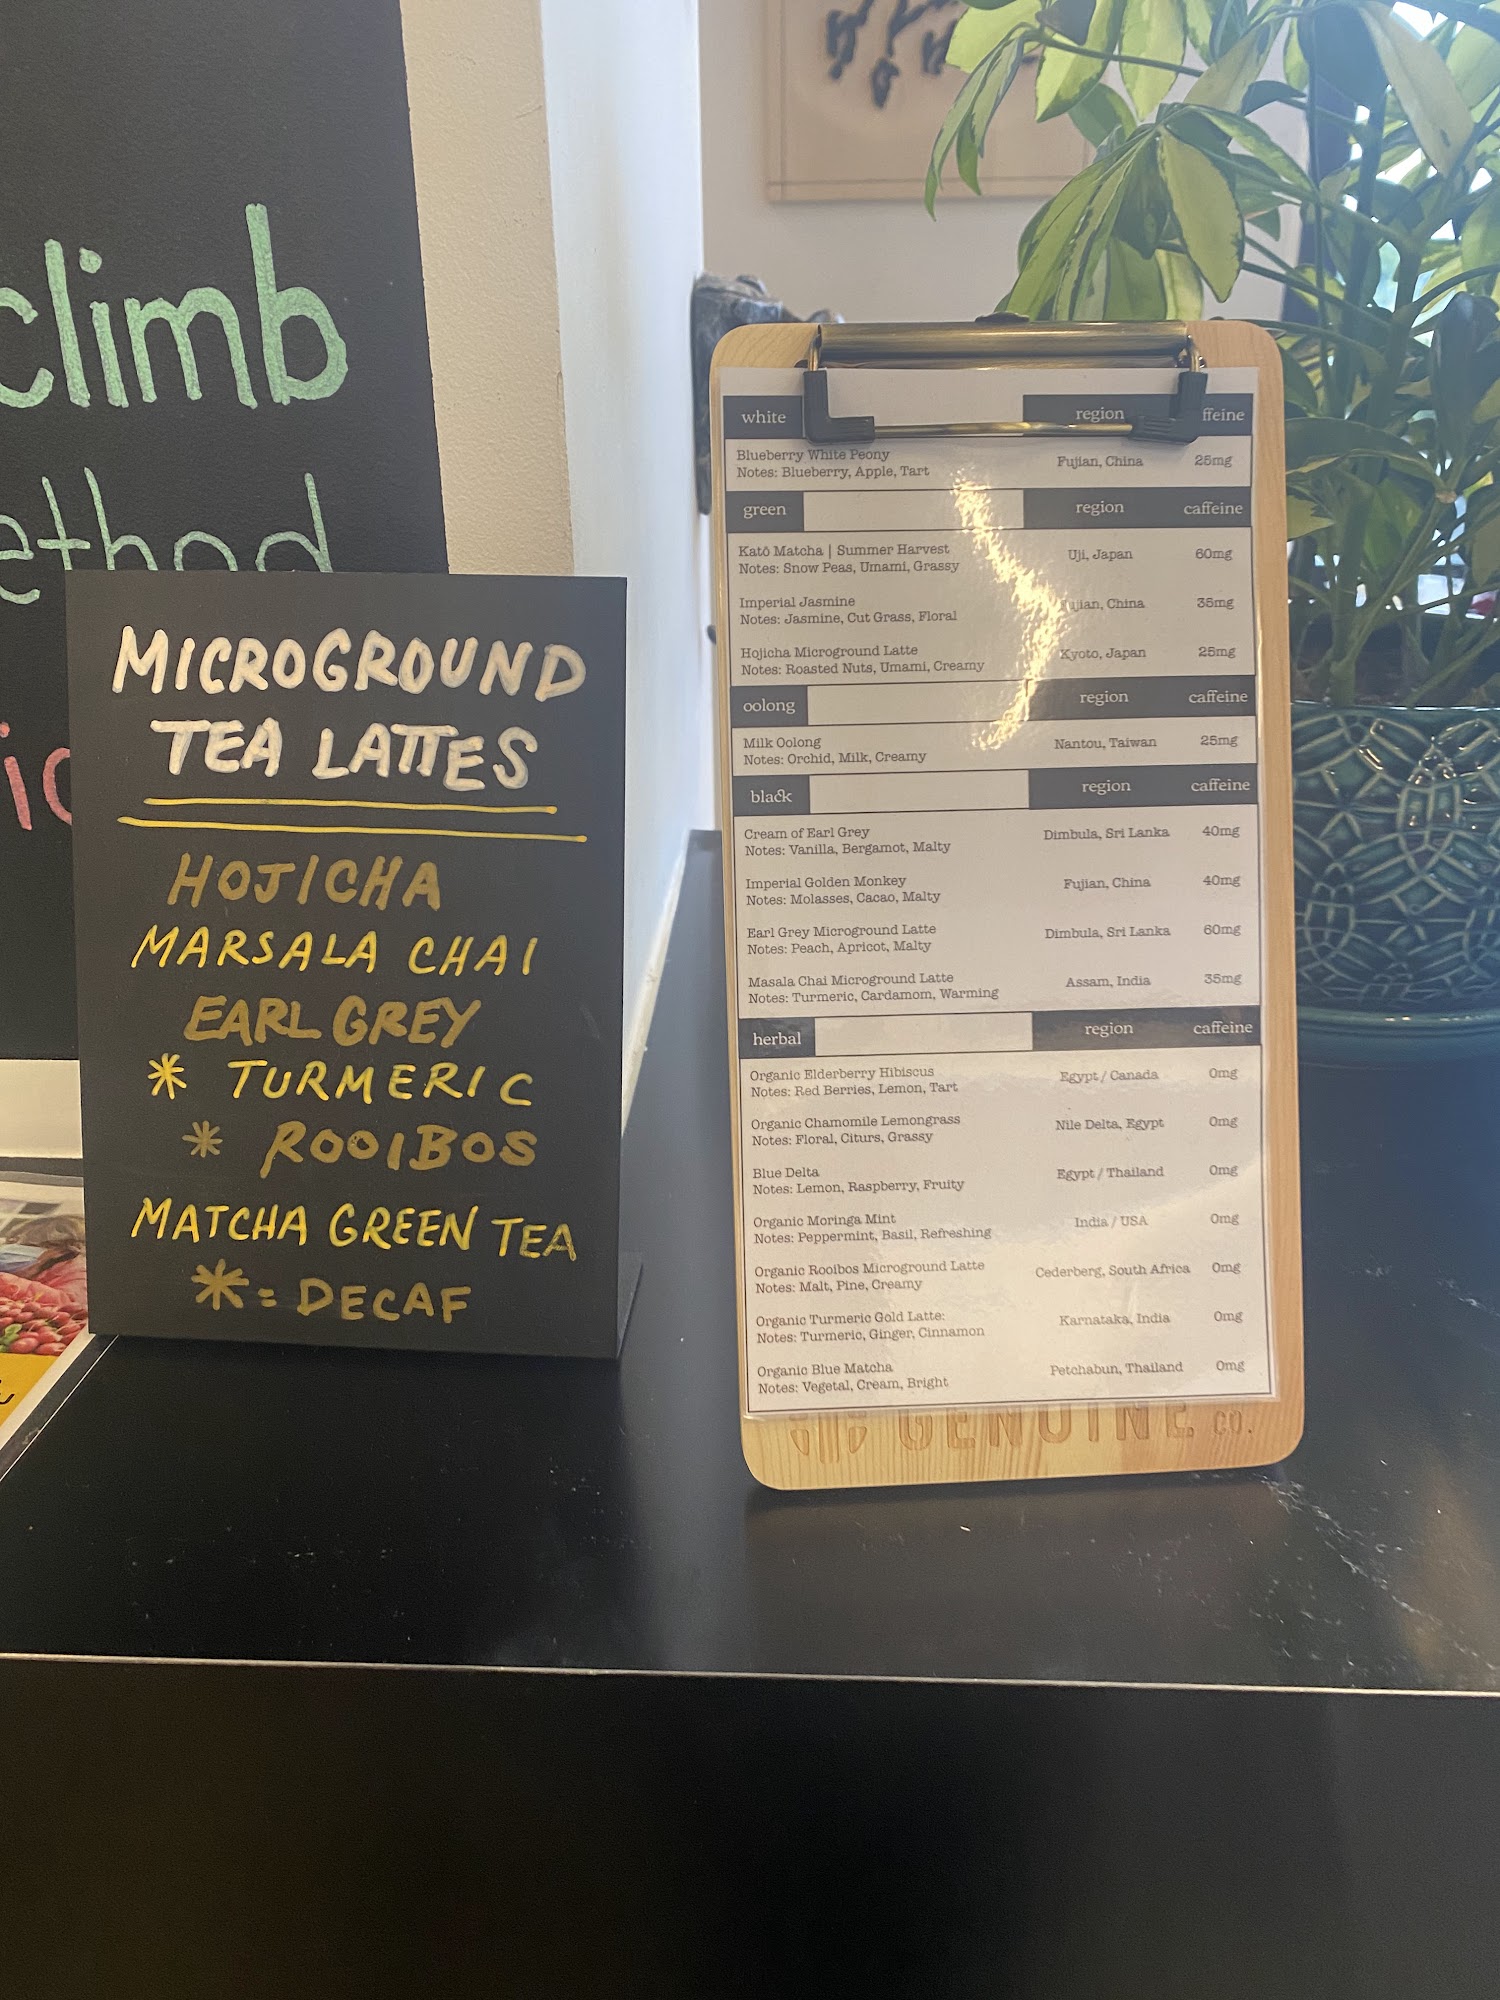 climb
MICROGROUND
TEA LATTES
HOJICHA
MARSALA CHAI
EARL GREY
* TURMERIC
* ROOIBOS
MATCHA GREEN TEA
* = DECAF
white region ffeine
Blueberry White Peony Fujian, China 25mg
Notes: Blueberry, Apple, Tart
green region caffeine
Katō Matcha | Summer Harvest Uji, Japan 60mg
Notes: Snow Peas, Umami, Grassy
Imperial Jasmine Fujian, China 35mg
Notes: Jasmine, Cut Grass, Floral
Hojicha Microground Latte Kyoto, Japan 25mg
Notes: Roasted Nuts, Umami, Creamy
oolong region caffeine
Milk Oolong Nantou, Taiwan 25mg
Notes: Orchid, Milk, Creamy
black region caffeine
Cream of Earl Grey Dimbula, Sri Lanka 40mg
Notes: Vanilla, Bergamot, Malty
Imperial Golden Monkey Fujian, China 40mg
Notes: Molasses, Cacao, Malty
Earl Grey Microground Latte Dimbula, Sri Lanka 60mg
Notes: Peach, Apricot, Malty
Masala Chai Microground Latte Assam, India 35mg
Notes: Turmeric, Cardamom, Warming
herbal region caffeine
Organic Elderberry Hibiscus Egypt / Canada 0mg
Notes: Red Berries, Lemon, Tart
Organic Chamomile Lemongrass Nile Delta, Egypt 0mg
Notes: Floral, Citurs, Grassy
Blue Delta Egypt / Thailand 0mg
Notes: Lemon, Raspberry, Fruity
Organic Moringa Mint India / USA 0mg
Notes: Peppermint, Basil, Refreshing
Organic Rooibos Microground Latte Cederberg, South Africa 0mg
Notes: Malt, Pine, Creamy
Organic Turmeric Gold Latte: Karnataka, India 0mg
Notes: Turmeric, Ginger, Cinnamon
Organic Blue Matcha Petchabun, Thailand 0mg
Notes: Vegetal, Cream, Bright
GENUINE CO.